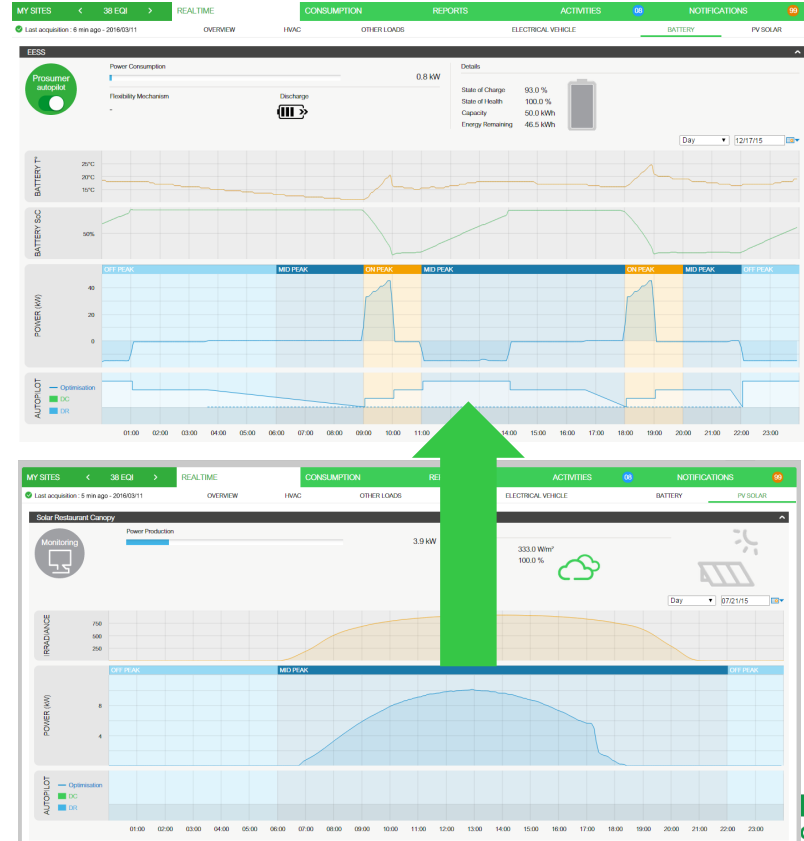 MY SITES < 38 EQI > REALTIME CONSUMPTION REPORTS ACTIVITIES 08 NOTIFICATIONS 99
Last acquisition : 6 min ago - 2016/03/11 OVERVIEW HVAC OTHER LOADS ELECTRICAL VEHICLE BATTERY PV SOLAR
EESS
Prosumer autopilot
Power Consumption
0.8 kW
Flexibility Mechanism
-
Discharge
Details
State of Charge 93.0 %
State of Health 100.0 %
Capacity 50.0 kWh
Energy Remaining 46.5 kWh
Day 12/17/15
BATTERY T°
25°C
20°C
15°C
BATTERY SoC
50%
OFF PEAK MID PEAK ON PEAK MID PEAK ON PEAK MID PEAK OFF PEAK
POWER (kW)
40
20
0
AUTOPILOT
Optimisation
DC
DR
01:00 02:00 03:00 04:00 05:00 06:00 07:00 08:00 09:00 10:00 11:00 14:00 15:00 16:00 17:00 18:00 19:00 20:00 21:00 22:00 23:00
MY SITES < 38 EQI > REALTIME CONSUMPTION ACTIVITIES 08 NOTIFICATIONS 99
Last acquisition : 5 min ago - 2016/03/11 OVERVIEW HVAC OTHER LOADS ELECTRICAL VEHICLE BATTERY PV SOLAR
Solar Restaurant Canopy
Monitoring
Power Production
3.9 kW
333.0 W/m²
100.0 %
Day 07/21/15
IRRADIANCE
750
500
250
OFF PEAK MID PEAK OFF PEAK
POWER (kW)
8
4
AUTOPILOT
Optimisation
DC
DR
01:00 02:00 03:00 04:00 05:00 06:00 07:00 08:00 09:00 10:00 11:00 12:00 13:00 14:00 15:00 16:00 17:00 18:00 19:00 20:00 21:00 22:00 23:00